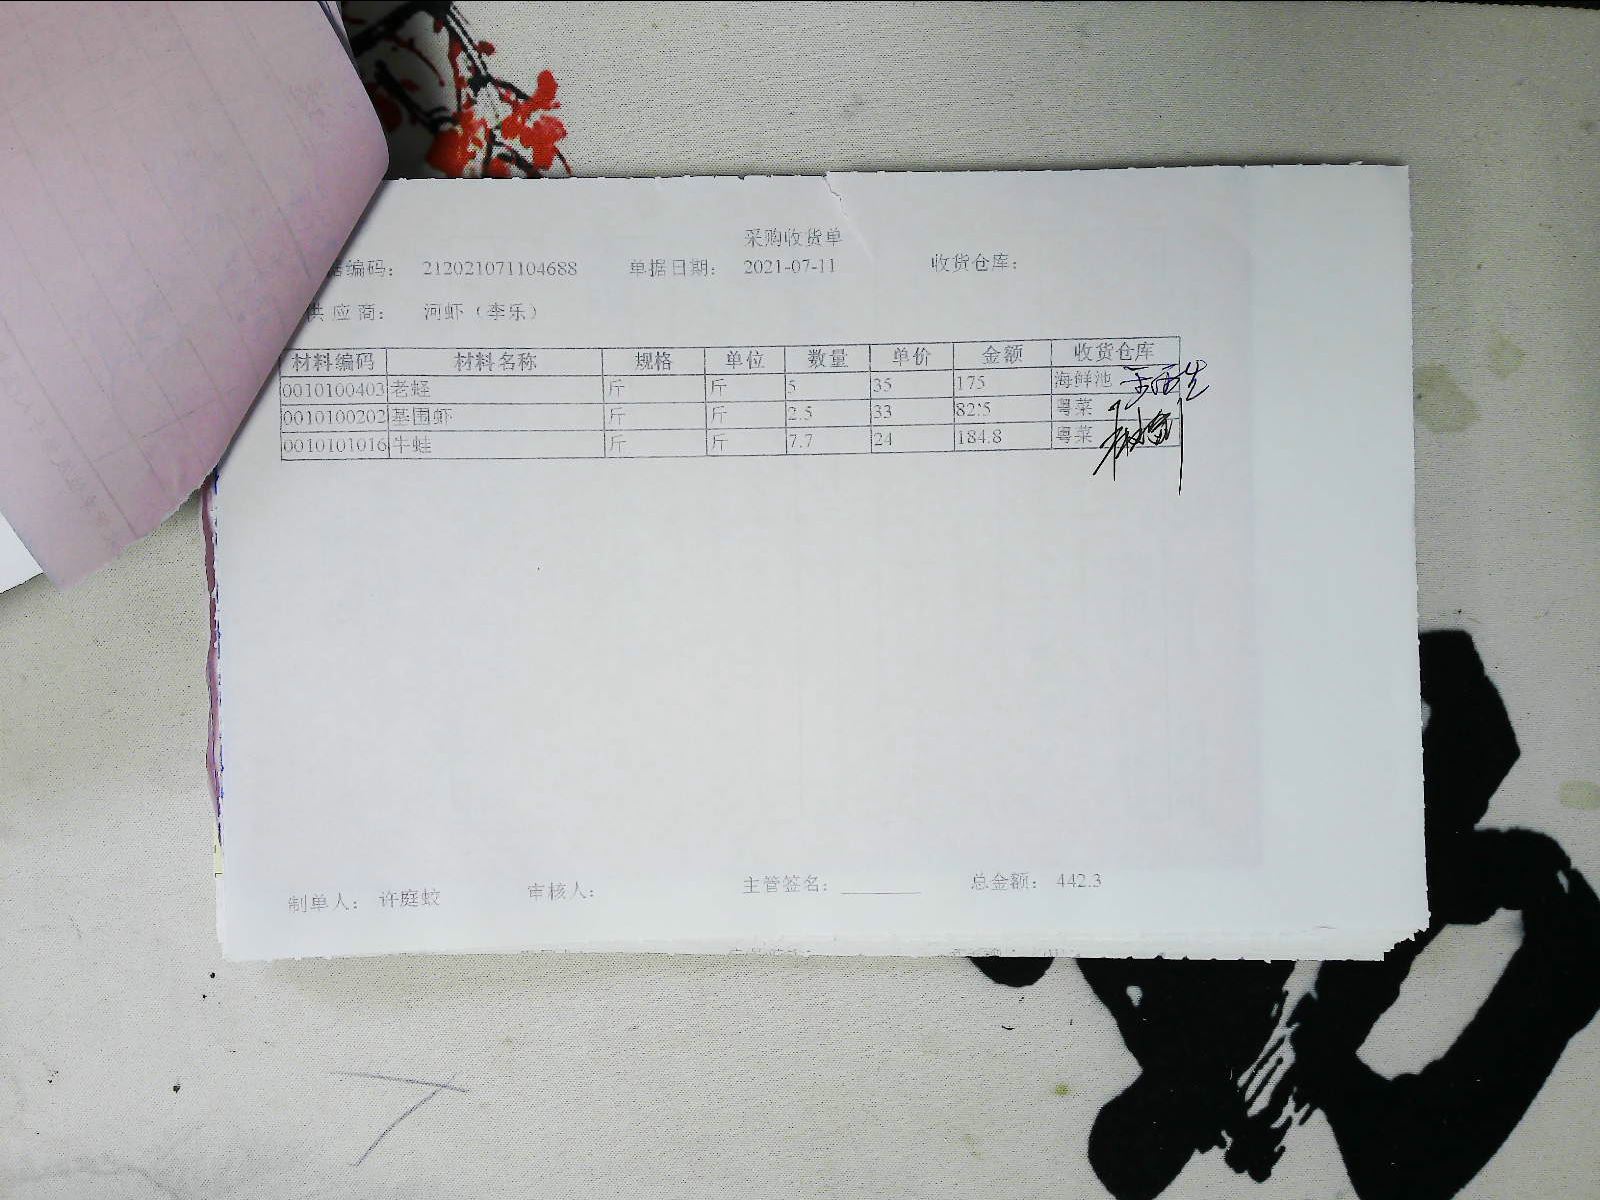 采购收货单
编码： 212021071104688 单据日期： 2021-07-11 收货仓库：
供应商： 河虾（李乐）
材料编码 材料名称 规格 单位 数量 单价 金额 收货仓库
0010100403 老蛏 斤 斤 5 35 175 海鲜池
0010100202 基围虾 斤 斤 2.5 33 82.5 粤菜
0010101016 牛蛙 斤 斤 7.7 24 184.8 粤菜
制单人： 许庭蛟 审核人： 主管签名： 总金额： 442.3